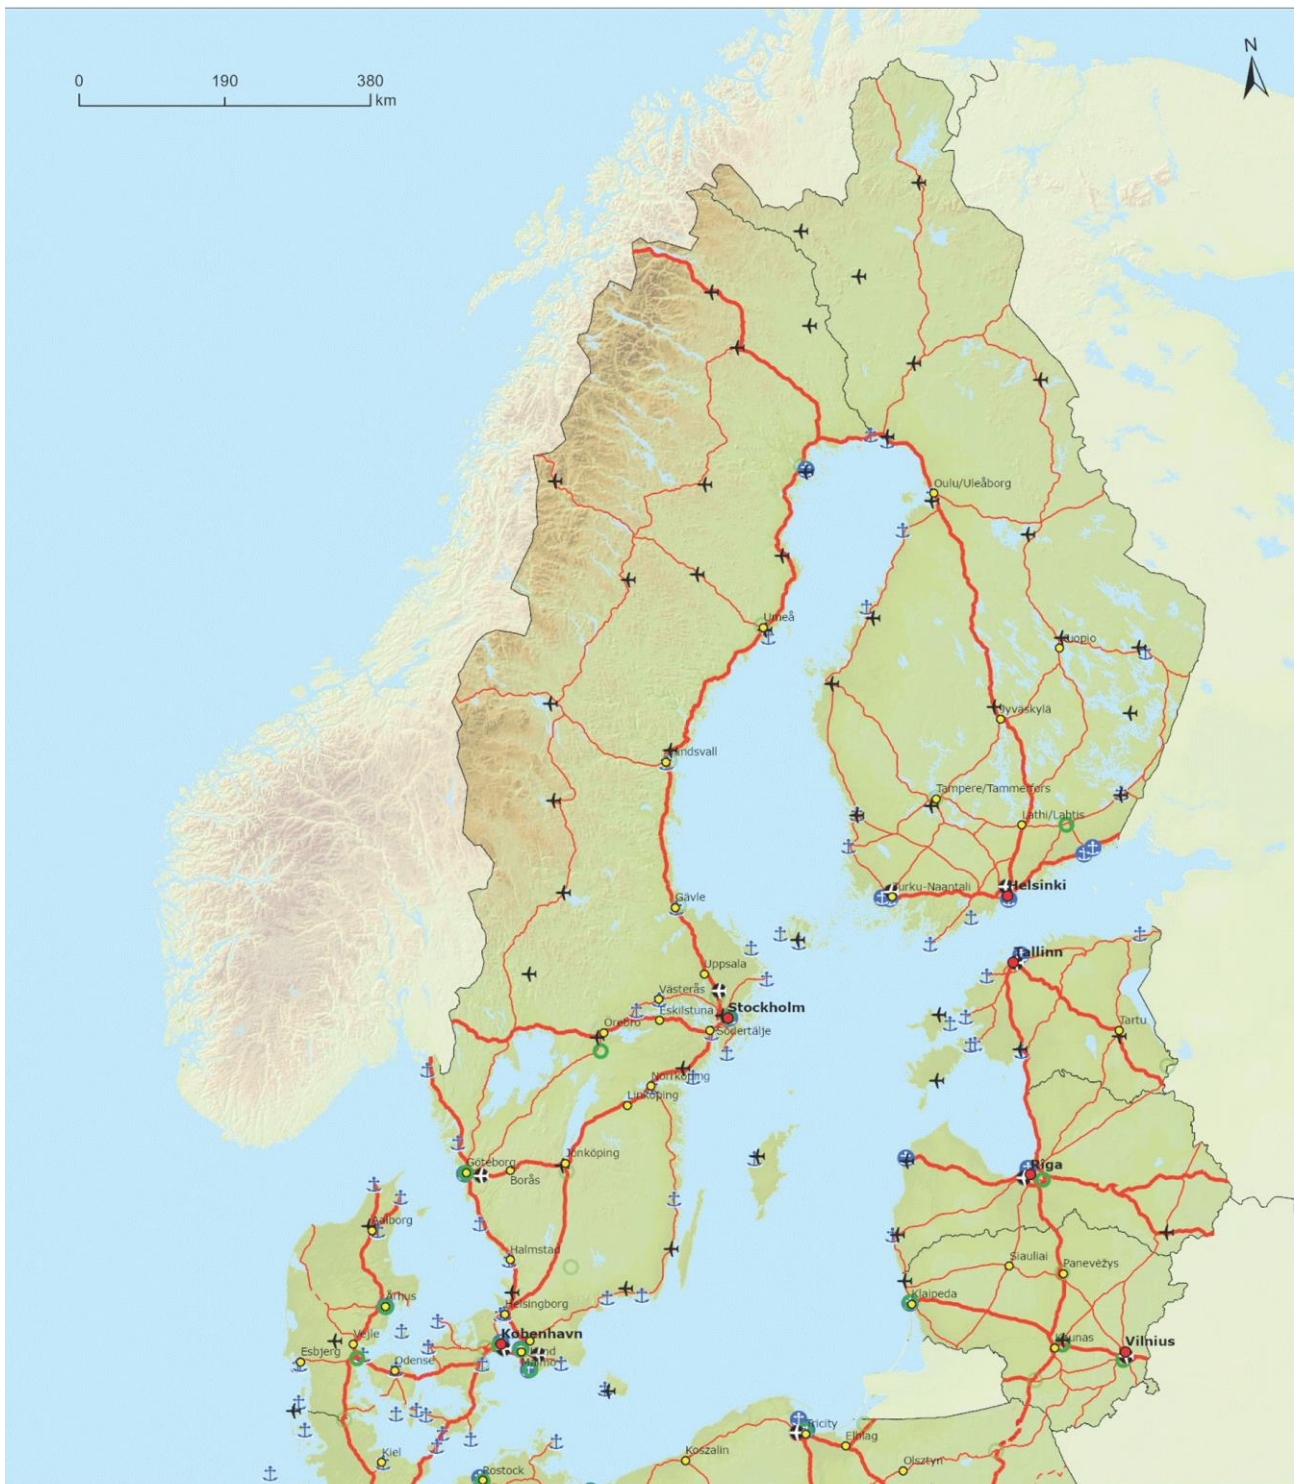 N
0 190 380
km
Oulu/Uleåborg
Umeå
Kuopio
Jyväskylä
Sundsvall
Tampere/Tammerfors
Lathi/Lahtis
Turku-Naantali
Helsinki
Gävle
Tallinn
Uppsala
Västerås
Stockholm
Eskilstuna
Örebro
Södertälje
Tartu
Norrköping
Linköping
Göteborg
Jönköping
Borås
Rīga
Aalborg
Halmstad
Siauliai
Panevėžys
Århus
Helsingborg
Klaipeda
København
Vejle
Lund
Kaunas
Vilnius
Esbjerg
Odense
Malmö
Tricity
Elblag
Koszalin
Kiel
Olsztyn
Rostock